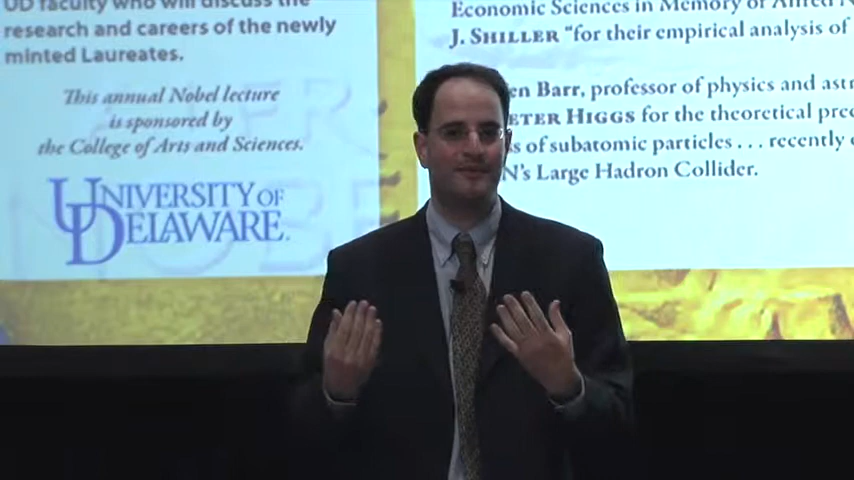 UD faculty who will discuss the
research and careers of the newly
minted Laureates.
This annual Nobel lecture
is sponsored by
the College of Arts and Sciences.
UD
UNIVERSITY OF
DELAWARE.
Economic Sciences in Memory of Alfred
J. SHILLER "for their empirical analysis of
Barr, professor of physics and
HIGGS for the theoretical
of subatomic particles . . . recently
Large Hadron Collider.